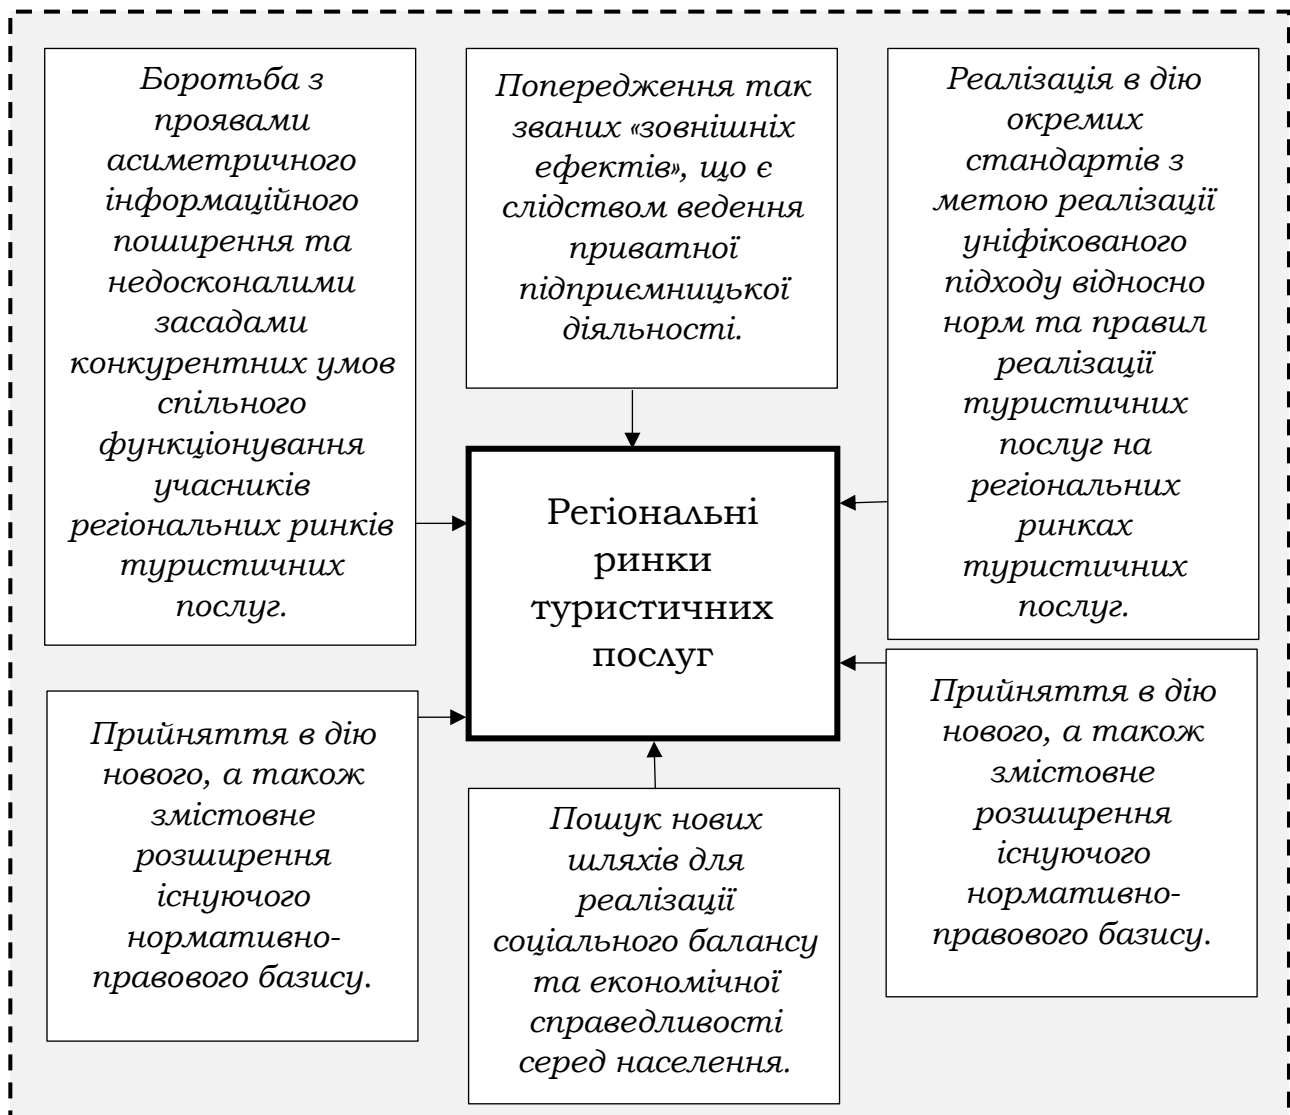 Боротьба з
проявами
асиметричного
інформаційного
поширення та
недосконалими
засадами
конкурентних умов
спільного
функціонування
учасників
регіональних ринків
туристичних
послуг.
Попередження так
званих «зовнішніх
ефектів», що є
слідством ведення
приватної
підприємницької
діяльності.
Реалізація в дію
окремих
стандартів з
метою реалізації
уніфікованого
підходу відносно
норм та правил
реалізації
туристичних
послуг на
регіональних
ринках
туристичних
послуг.
Регіональні
ринки
туристичних
послуг
Прийняття в дію
нового, а також
змістовне
розширення
існуючого
нормативно-
правового базису.
Пошук нових
шляхів для
реалізації
соціального балансу
та економічної
справедливості
серед населення.
Прийняття в дію
нового, а також
змістовне
розширення
існуючого
нормативно-
правового базису.